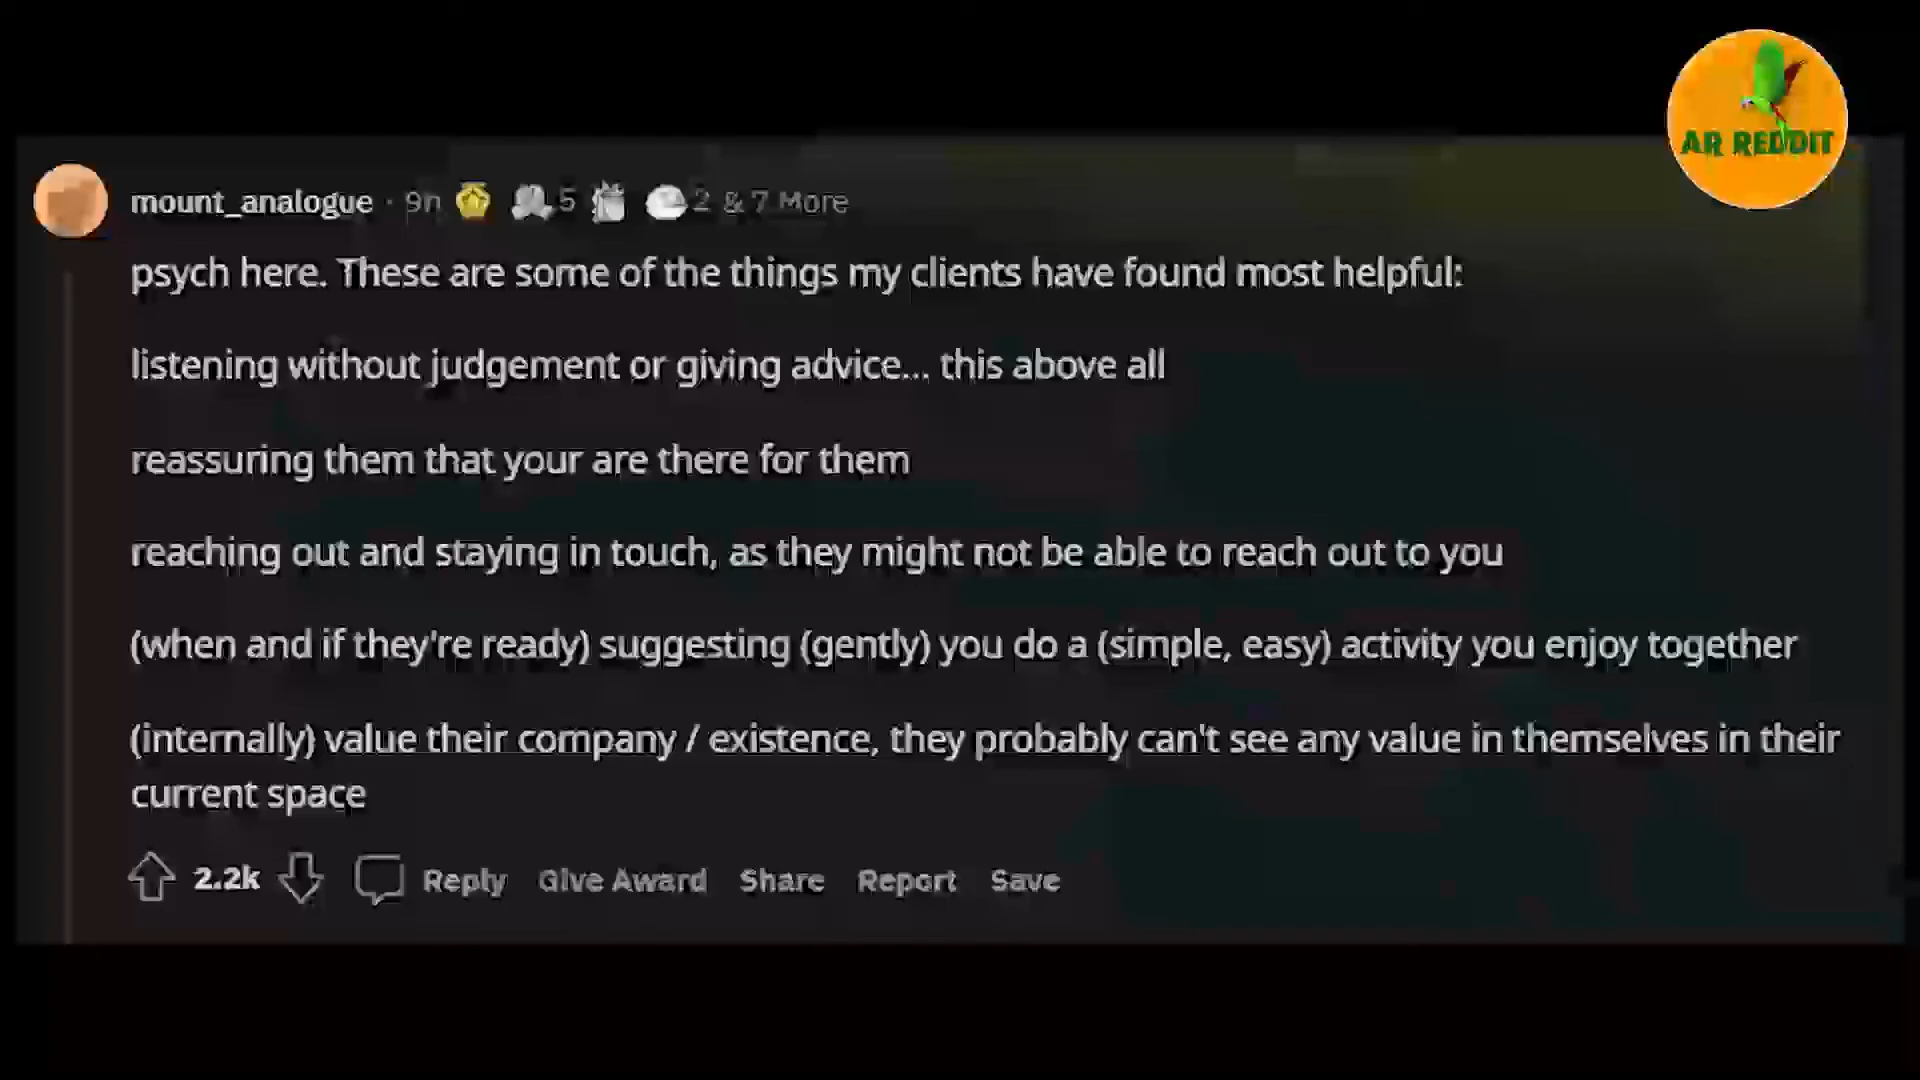 AR REDDIT
mount_analogue · 9h 5 2 & 7 More
psych here. These are some of the things my clients have found most helpful:
listening without judgement or giving advice... this above all
reassuring them that your are there for them
reaching out and staying in touch, as they might not be able to reach out to you
(when and if they're ready) suggesting (gently) you do a (simple, easy) activity you enjoy together
(internally) value their company / existence, they probably can't see any value in themselves in their
current space
2.2k Reply Give Award Share Report Save